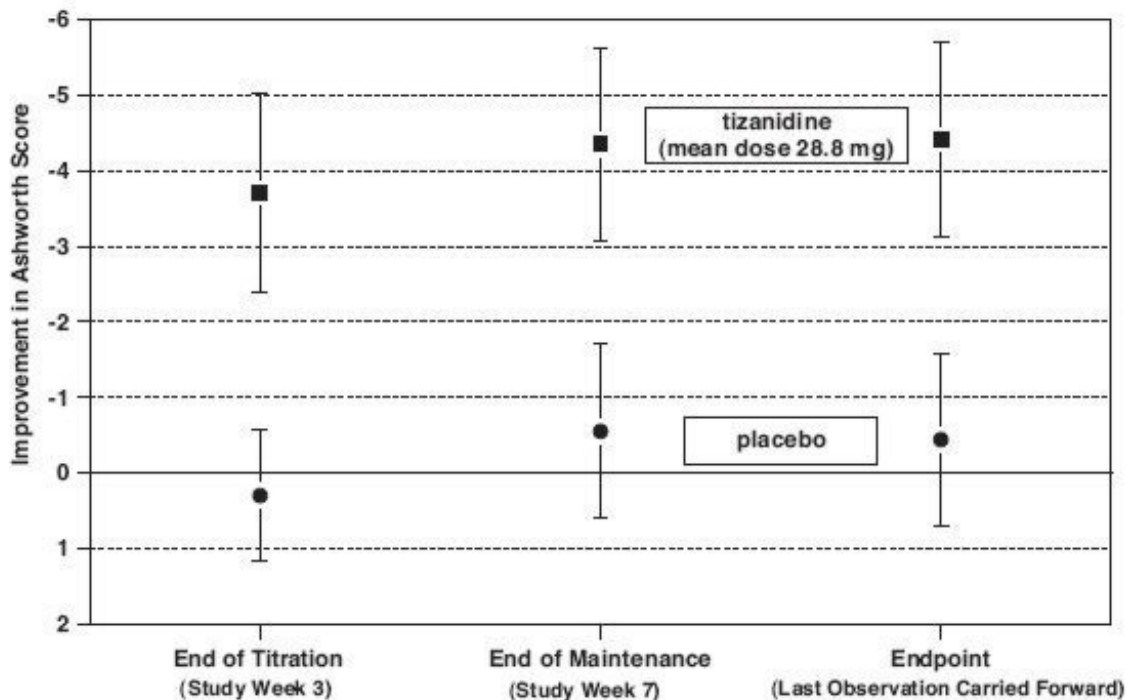 Improvement in Ashworth Score
-6
-5
-4
-3
-2
-1
0
1
2
tizanidine
(mean dose 28.8 mg)
placebo
End of Titration
(Study Week 3)
End of Maintenance
(Study Week 7)
Endpoint
(Last Observation Carried Forward)